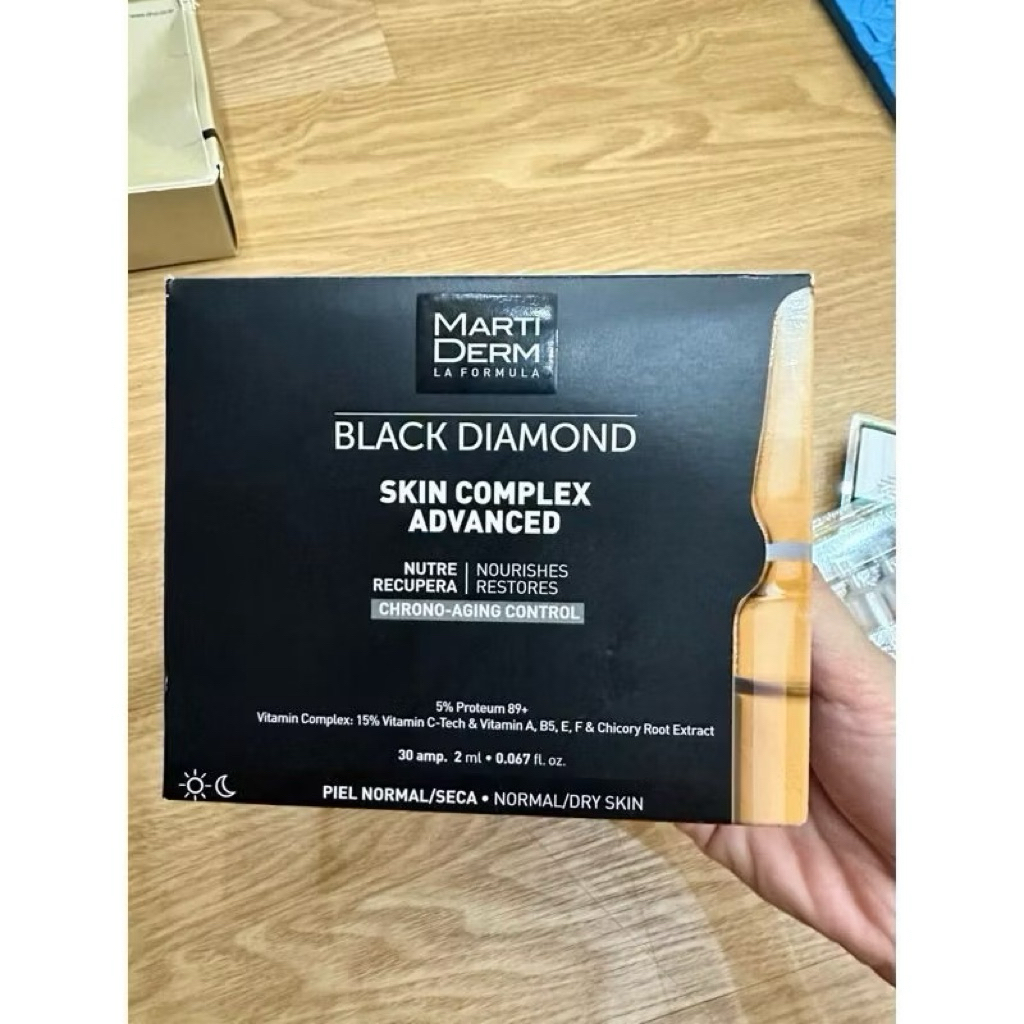 MARTI
DERM
LA FORMULA
BLACK DIAMOND
SKIN COMPLEX
ADVANCED
NUTRE | NOURISHES
RECUPERA | RESTORES
CHRONO-AGING CONTROL
5% Proteum 89+
Vitamin Complex: 15% Vitamin C-Tech & Vitamin A, B5, E, F & Chicory Root Extract
30 amp. 2 ml • 0.067 fl. oz.
PIEL NORMAL/SECA • NORMAL/DRY SKIN